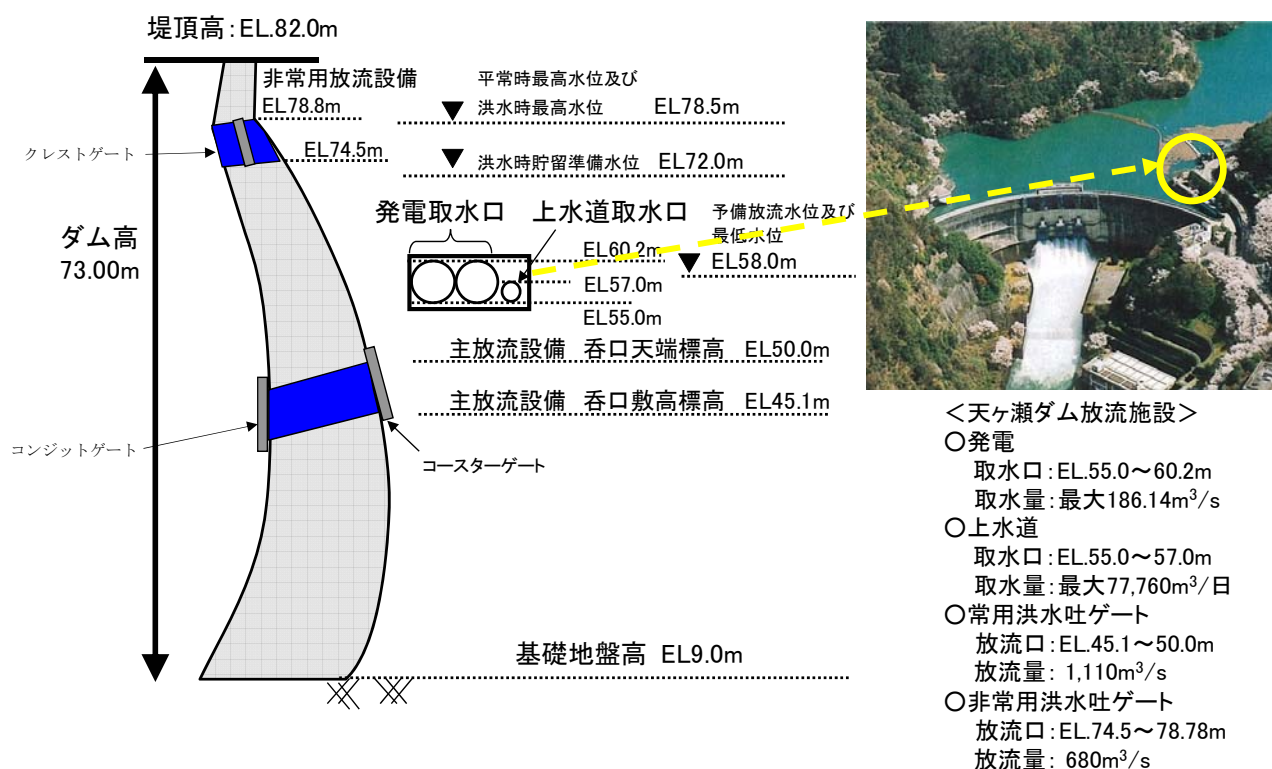 堤頂高：EL.82.0m
非常用放流設備
EL78.8m
EL74.5m
クレストゲート
平常時最高水位及び
洪水時最高水位 EL78.5m
洪水時貯留準備水位 EL72.0m
ダム高
73.00m
発電取水口 上水道取水口
予備放流水位及び
最低水位
EL58.0m
EL60.2m
EL57.0m
EL55.0m
主放流設備 呑口天端標高 EL50.0m
主放流設備 呑口敷高標高 EL45.1m
コンジットゲート
コースターゲート
基礎地盤高 EL9.0m
＜天ヶ瀬ダム放流施設＞
○発電
取水口：EL.55.0～60.2m
取水量：最大186.14m³/s
○上水道
取水口：EL.55.0～57.0m
取水量：最大77,760m³/日
○常用洪水吐ゲート
放流口：EL.45.1～50.0m
放流量： 1,110m³/s
○非常用洪水吐ゲート
放流口：EL.74.5～78.78m
放流量： 680m³/s